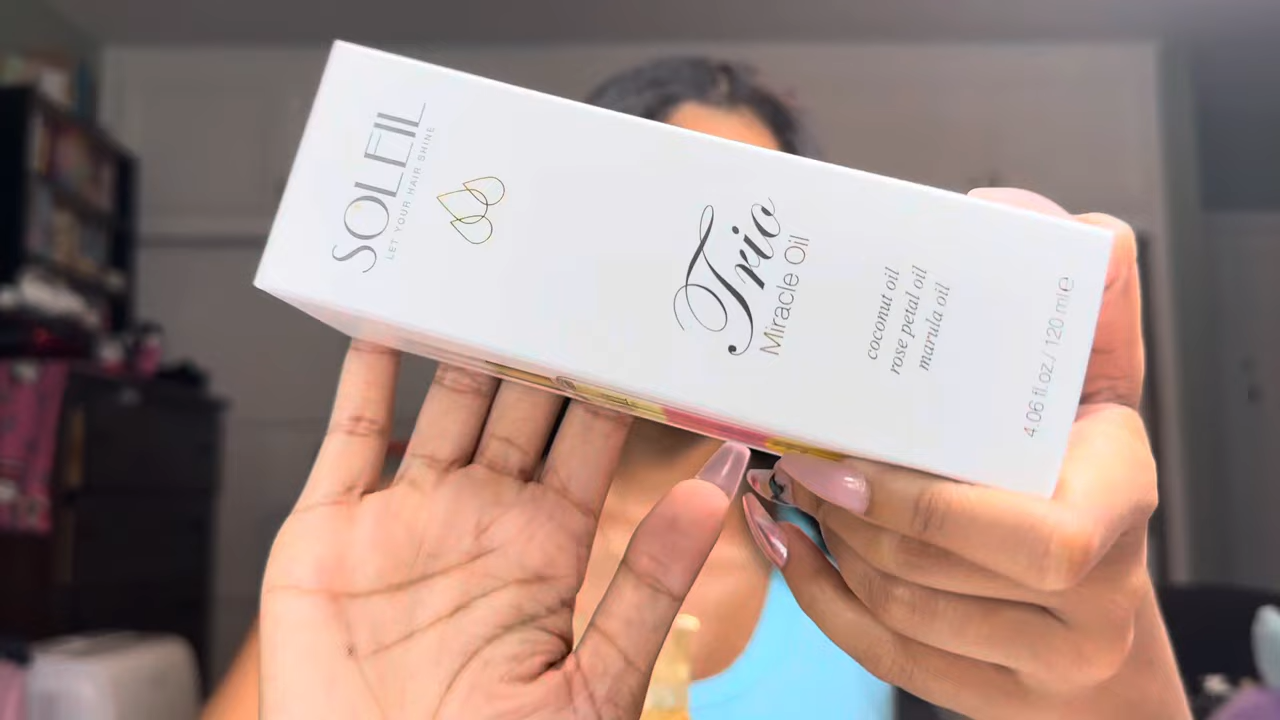 SOLEIL
LET YOUR HAIR SHINE
Trio
Miracle Oil
coconut oil
rose petal oil
marula oil
4.06 fl.oz./ 120 ml ℮